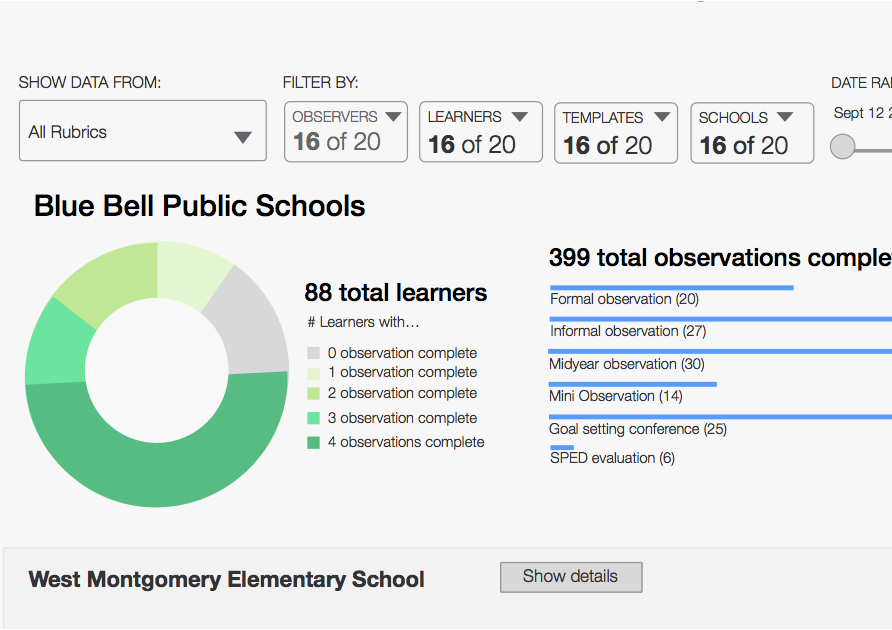 SHOW DATA FROM:
FILTER BY:
DATE RA
All Rubrics
OBSERVERS
16 of 20
LEARNERS
16 of 20
TEMPLATES
16 of 20
SCHOOLS
16 of 20
Sept 12 2
Blue Bell Public Schools
88 total learners
# Learners with…
0 observation complete
1 observation complete
2 observation complete
3 observation complete
4 observations complete
399 total observations comple
Formal observation (20)
Informal observation (27)
Midyear observation (30)
Mini Observation (14)
Goal setting conference (25)
SPED evaluation (6)
West Montgomery Elementary School
Show details